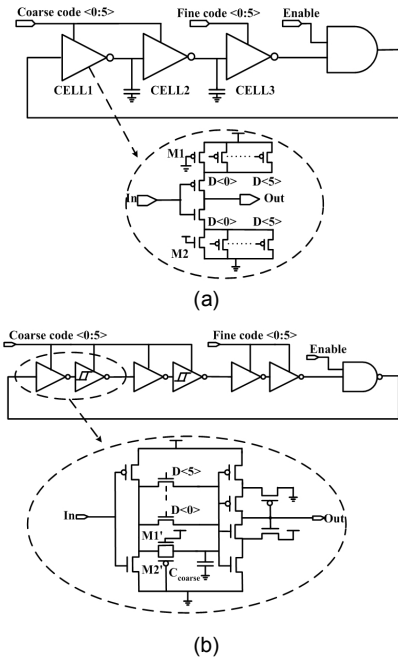 Coarse code <0:5>
Fine code <0:5>
Enable
CELL1
CELL2
CELL3
M1
D<0>
D<5>
In
Out
D<0>
D<5>
M2
(a)
Coarse code <0:5>
Fine code <0:5>
Enable
D<5>
In
D<0>
Out
M1'
M2'
Ccoarse
(b)